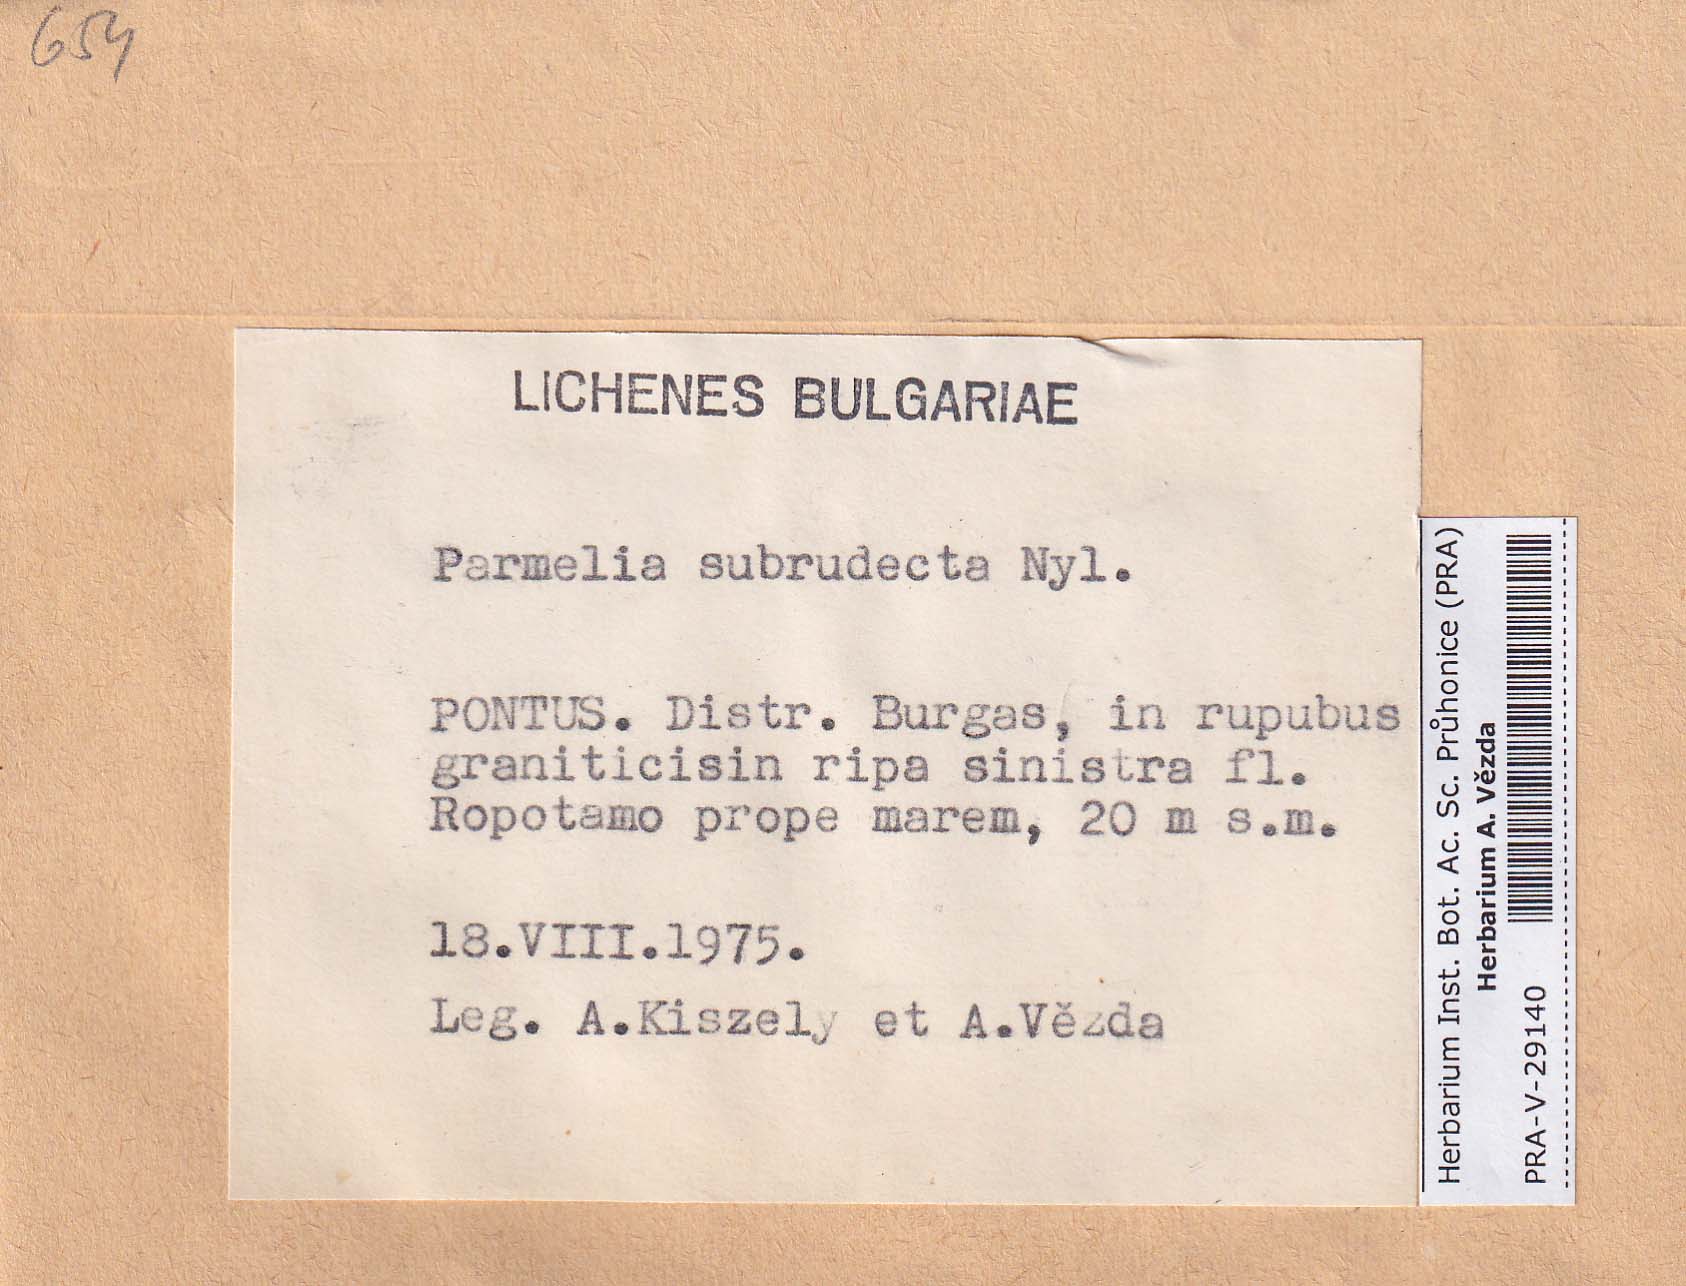 654
LICHENES BULGARIAE
Parmelia subrudecta Nyl.
PONTUS. Distr. Burgas, in rupubus
graniticisin ripa sinistra fl.
Ropotamo prope marem, 20 m s.m.
18.VIII.1975.
Leg. A.Kiszely et A.Vězda
Herbarium Inst. Bot. Ac. Sc. Průhonice (PRA)
Herbarium A. Vězda
PRA-V-29140